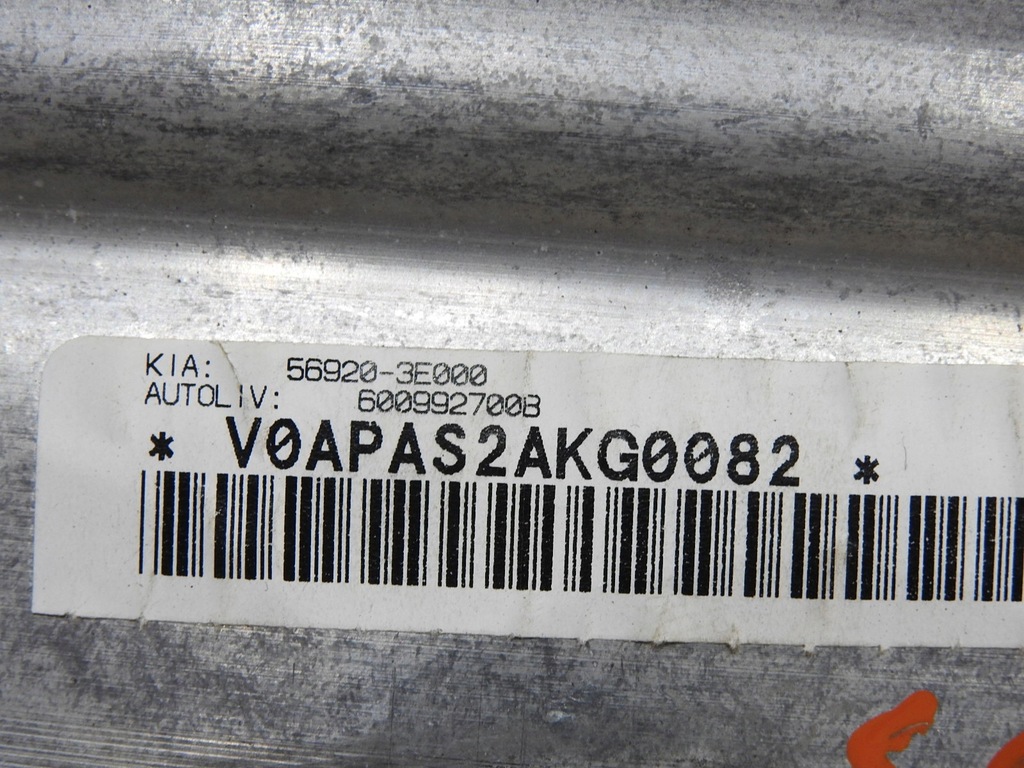 KIA: 56920-3E000
AUTOLIV: 600992700B
* V0APAS2AKG0082 *